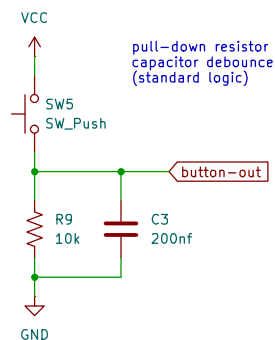 VCC
pull-down resistor
capacitor debounce
(standard logic)
SW5
SW_Push
button-out
R9
10k
C3
200nf
GND